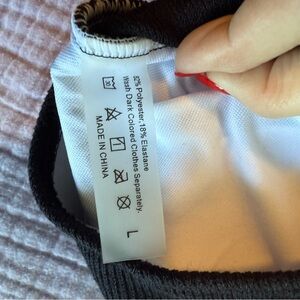 82% Polyester,18% Elastane
Wash Dark Colored Clothes Separately.
MADE IN CHINA
L